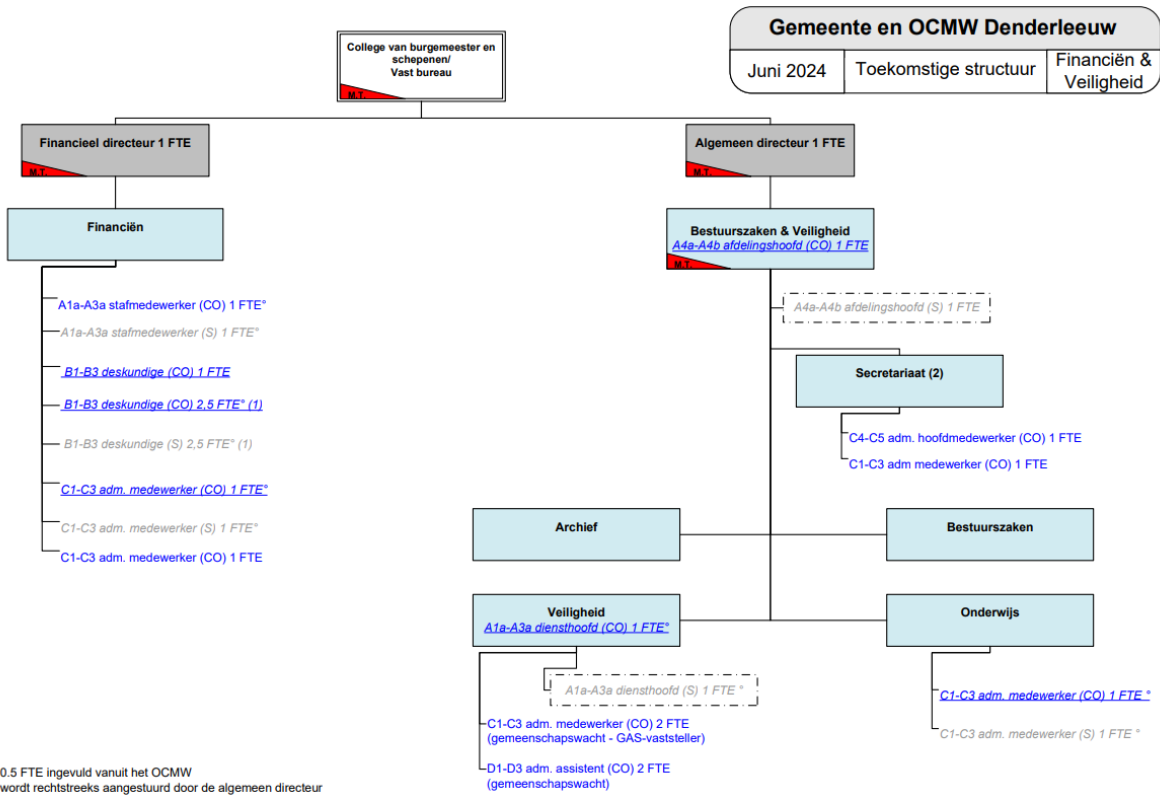 Gemeente en OCMW Denderleeuw
Juni 2024
Toekomstige structuur
Financiën &
Veiligheid
College van burgemeester en
schepenen/
Vast bureau
M.T.
Financieel directeur 1 FTE
M.T.
Algemeen directeur 1 FTE
M.T.
Financiën
A1a-A3a stafmedewerker (CO) 1 FTE°
A1a-A3a stafmedewerker (S) 1 FTE°
B1-B3 deskundige (CO) 1 FTE
B1-B3 deskundige (CO) 2,5 FTE° (1)
B1-B3 deskundige (S) 2,5 FTE° (1)
C1-C3 adm. medewerker (CO) 1 FTE°
C1-C3 adm. medewerker (S) 1 FTE°
C1-C3 adm. medewerker (CO) 1 FTE
Bestuurszaken & Veiligheid
A4a-A4b afdelingshoofd (CO) 1 FTE
M.T.
A4a-A4b afdelingshoofd (S) 1 FTE
Secretariaat (2)
C4-C5 adm. hoofdmedewerker (CO) 1 FTE
C1-C3 adm medewerker (CO) 1 FTE
Archief
Bestuurszaken
Veiligheid
A1a-A3a diensthoofd (CO) 1 FTE°
A1a-A3a diensthoofd (S) 1 FTE °
C1-C3 adm. medewerker (CO) 2 FTE
(gemeenschapswacht - GAS-vaststeller)
D1-D3 adm. assistent (CO) 2 FTE
(gemeenschapswacht)
Onderwijs
C1-C3 adm. medewerker (CO) 1 FTE °
C1-C3 adm. medewerker (S) 1 FTE °
0.5 FTE ingevuld vanuit het OCMW
wordt rechtstreeks aangestuurd door de algemeen directeur